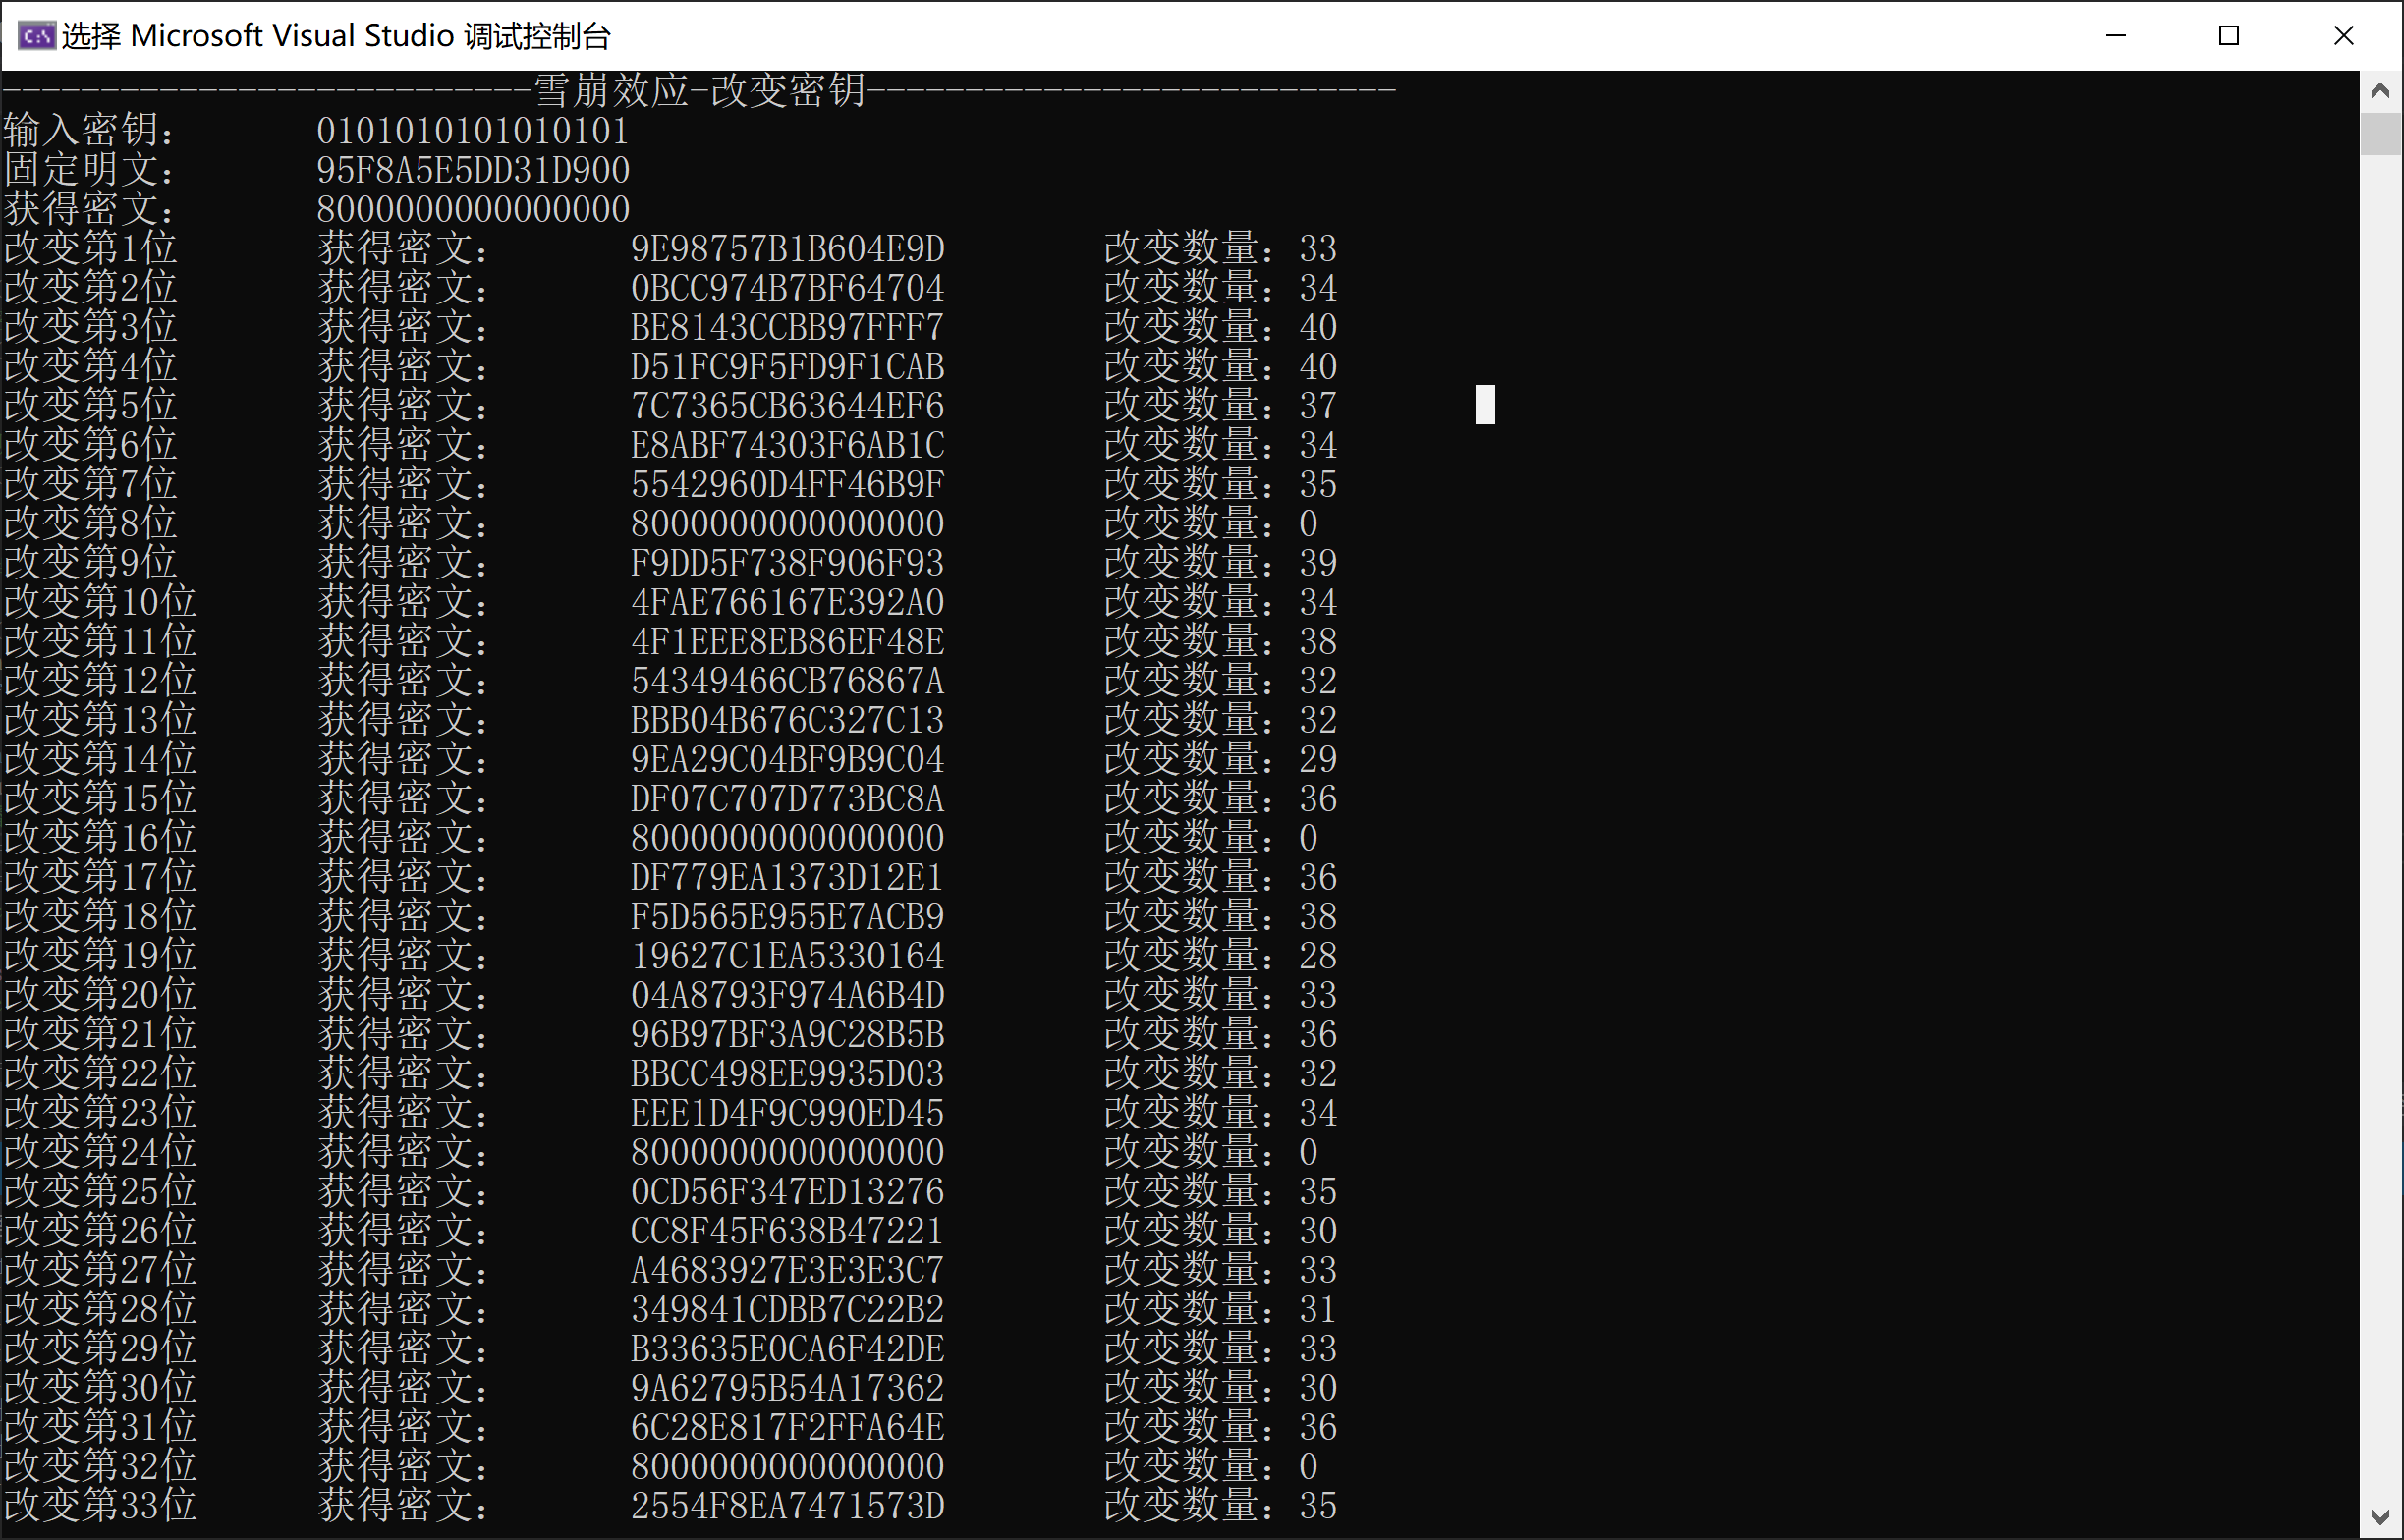 选择 Microsoft Visual Studio 调试控制台
---------------------------雪崩效应-改变密钥---------------------------
输入密钥： 0101010101010101
固定明文： 95F8A5E5DD31D900
获得密文： 8000000000000000
改变第1位 获得密文： 9E98757B1B604E9D 改变数量：33
改变第2位 获得密文： 0BCC974B7BF64704 改变数量：34
改变第3位 获得密文： BE8143CCBB97FFF7 改变数量：40
改变第4位 获得密文： D51FC9F5FD9F1CAB 改变数量：40
改变第5位 获得密文： 7C7365CB63644EF6 改变数量：37
改变第6位 获得密文： E8ABF74303F6AB1C 改变数量：34
改变第7位 获得密文： 5542960D4FF46B9F 改变数量：35
改变第8位 获得密文： 8000000000000000 改变数量：0
改变第9位 获得密文： F9DD5F738F906F93 改变数量：39
改变第10位 获得密文： 4FAE766167E392A0 改变数量：34
改变第11位 获得密文： 4F1EEE8EB86EF48E 改变数量：38
改变第12位 获得密文： 54349466CB76867A 改变数量：32
改变第13位 获得密文： BBB04B676C327C13 改变数量：32
改变第14位 获得密文： 9EA29C04BF9B9C04 改变数量：29
改变第15位 获得密文： DF07C707D773BC8A 改变数量：36
改变第16位 获得密文： 8000000000000000 改变数量：0
改变第17位 获得密文： DF779EA1373D12E1 改变数量：36
改变第18位 获得密文： F5D565E955E7ACB9 改变数量：38
改变第19位 获得密文： 19627C1EA5330164 改变数量：28
改变第20位 获得密文： 04A8793F974A6B4D 改变数量：33
改变第21位 获得密文： 96B97BF3A9C28B5B 改变数量：36
改变第22位 获得密文： BBCC498EE9935D03 改变数量：32
改变第23位 获得密文： EEE1D4F9C990ED45 改变数量：34
改变第24位 获得密文： 8000000000000000 改变数量：0
改变第25位 获得密文： 0CD56F347ED13276 改变数量：35
改变第26位 获得密文： CC8F45F638B47221 改变数量：30
改变第27位 获得密文： A4683927E3E3E3C7 改变数量：33
改变第28位 获得密文： 349841CDBB7C22B2 改变数量：31
改变第29位 获得密文： B33635E0CA6F42DE 改变数量：33
改变第30位 获得密文： 9A62795B54A17362 改变数量：30
改变第31位 获得密文： 6C28E817F2FFA64E 改变数量：36
改变第32位 获得密文： 8000000000000000 改变数量：0
改变第33位 获得密文： 2554F8EA7471573D 改变数量：35